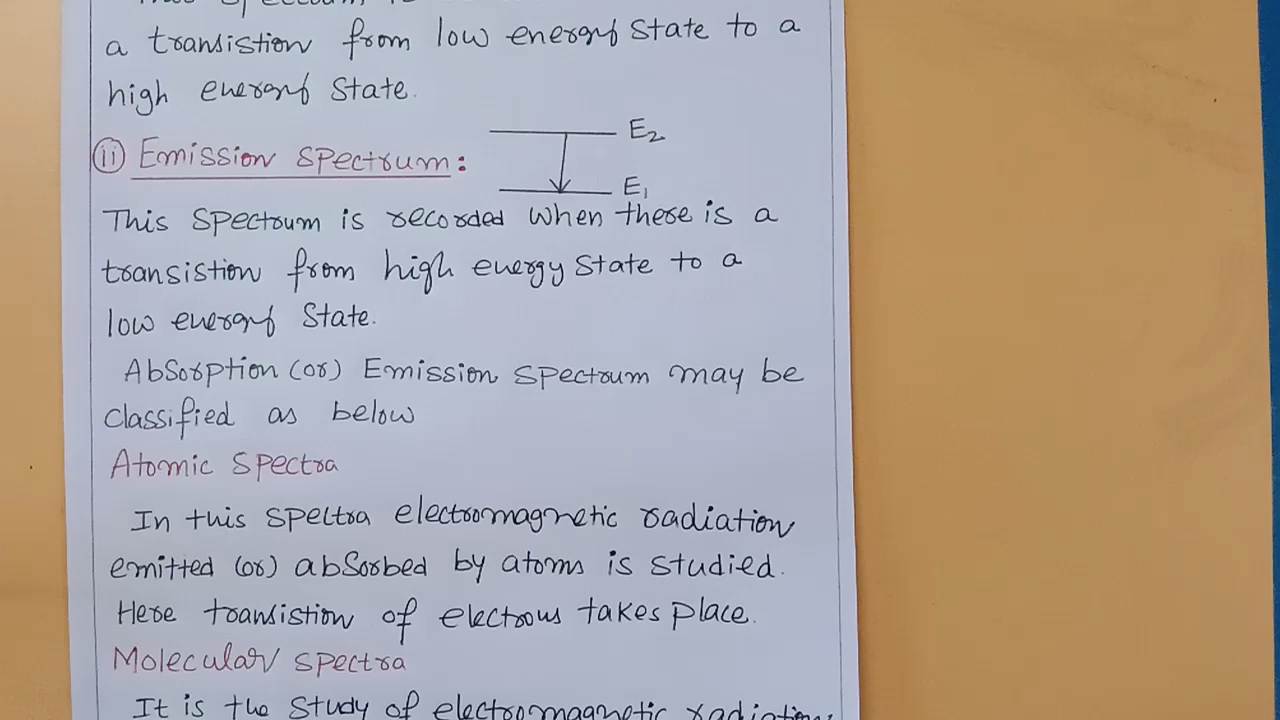 a transistion from low energy state to a
high energy state.
E2
(ii) Emission Spectrum:
E1
This Spectrum is recorded when there is a
transistion from high energy state to a
low energy state.
Absorption (or) Emission spectrum may be
classified as below
Atomic Spectra
In this Spectra electromagnetic radiation
emitted (or) absorbed by atoms is studied.
Here transistion of electrons takes place.
Molecular spectra
It is the study of electromagnetic radiation